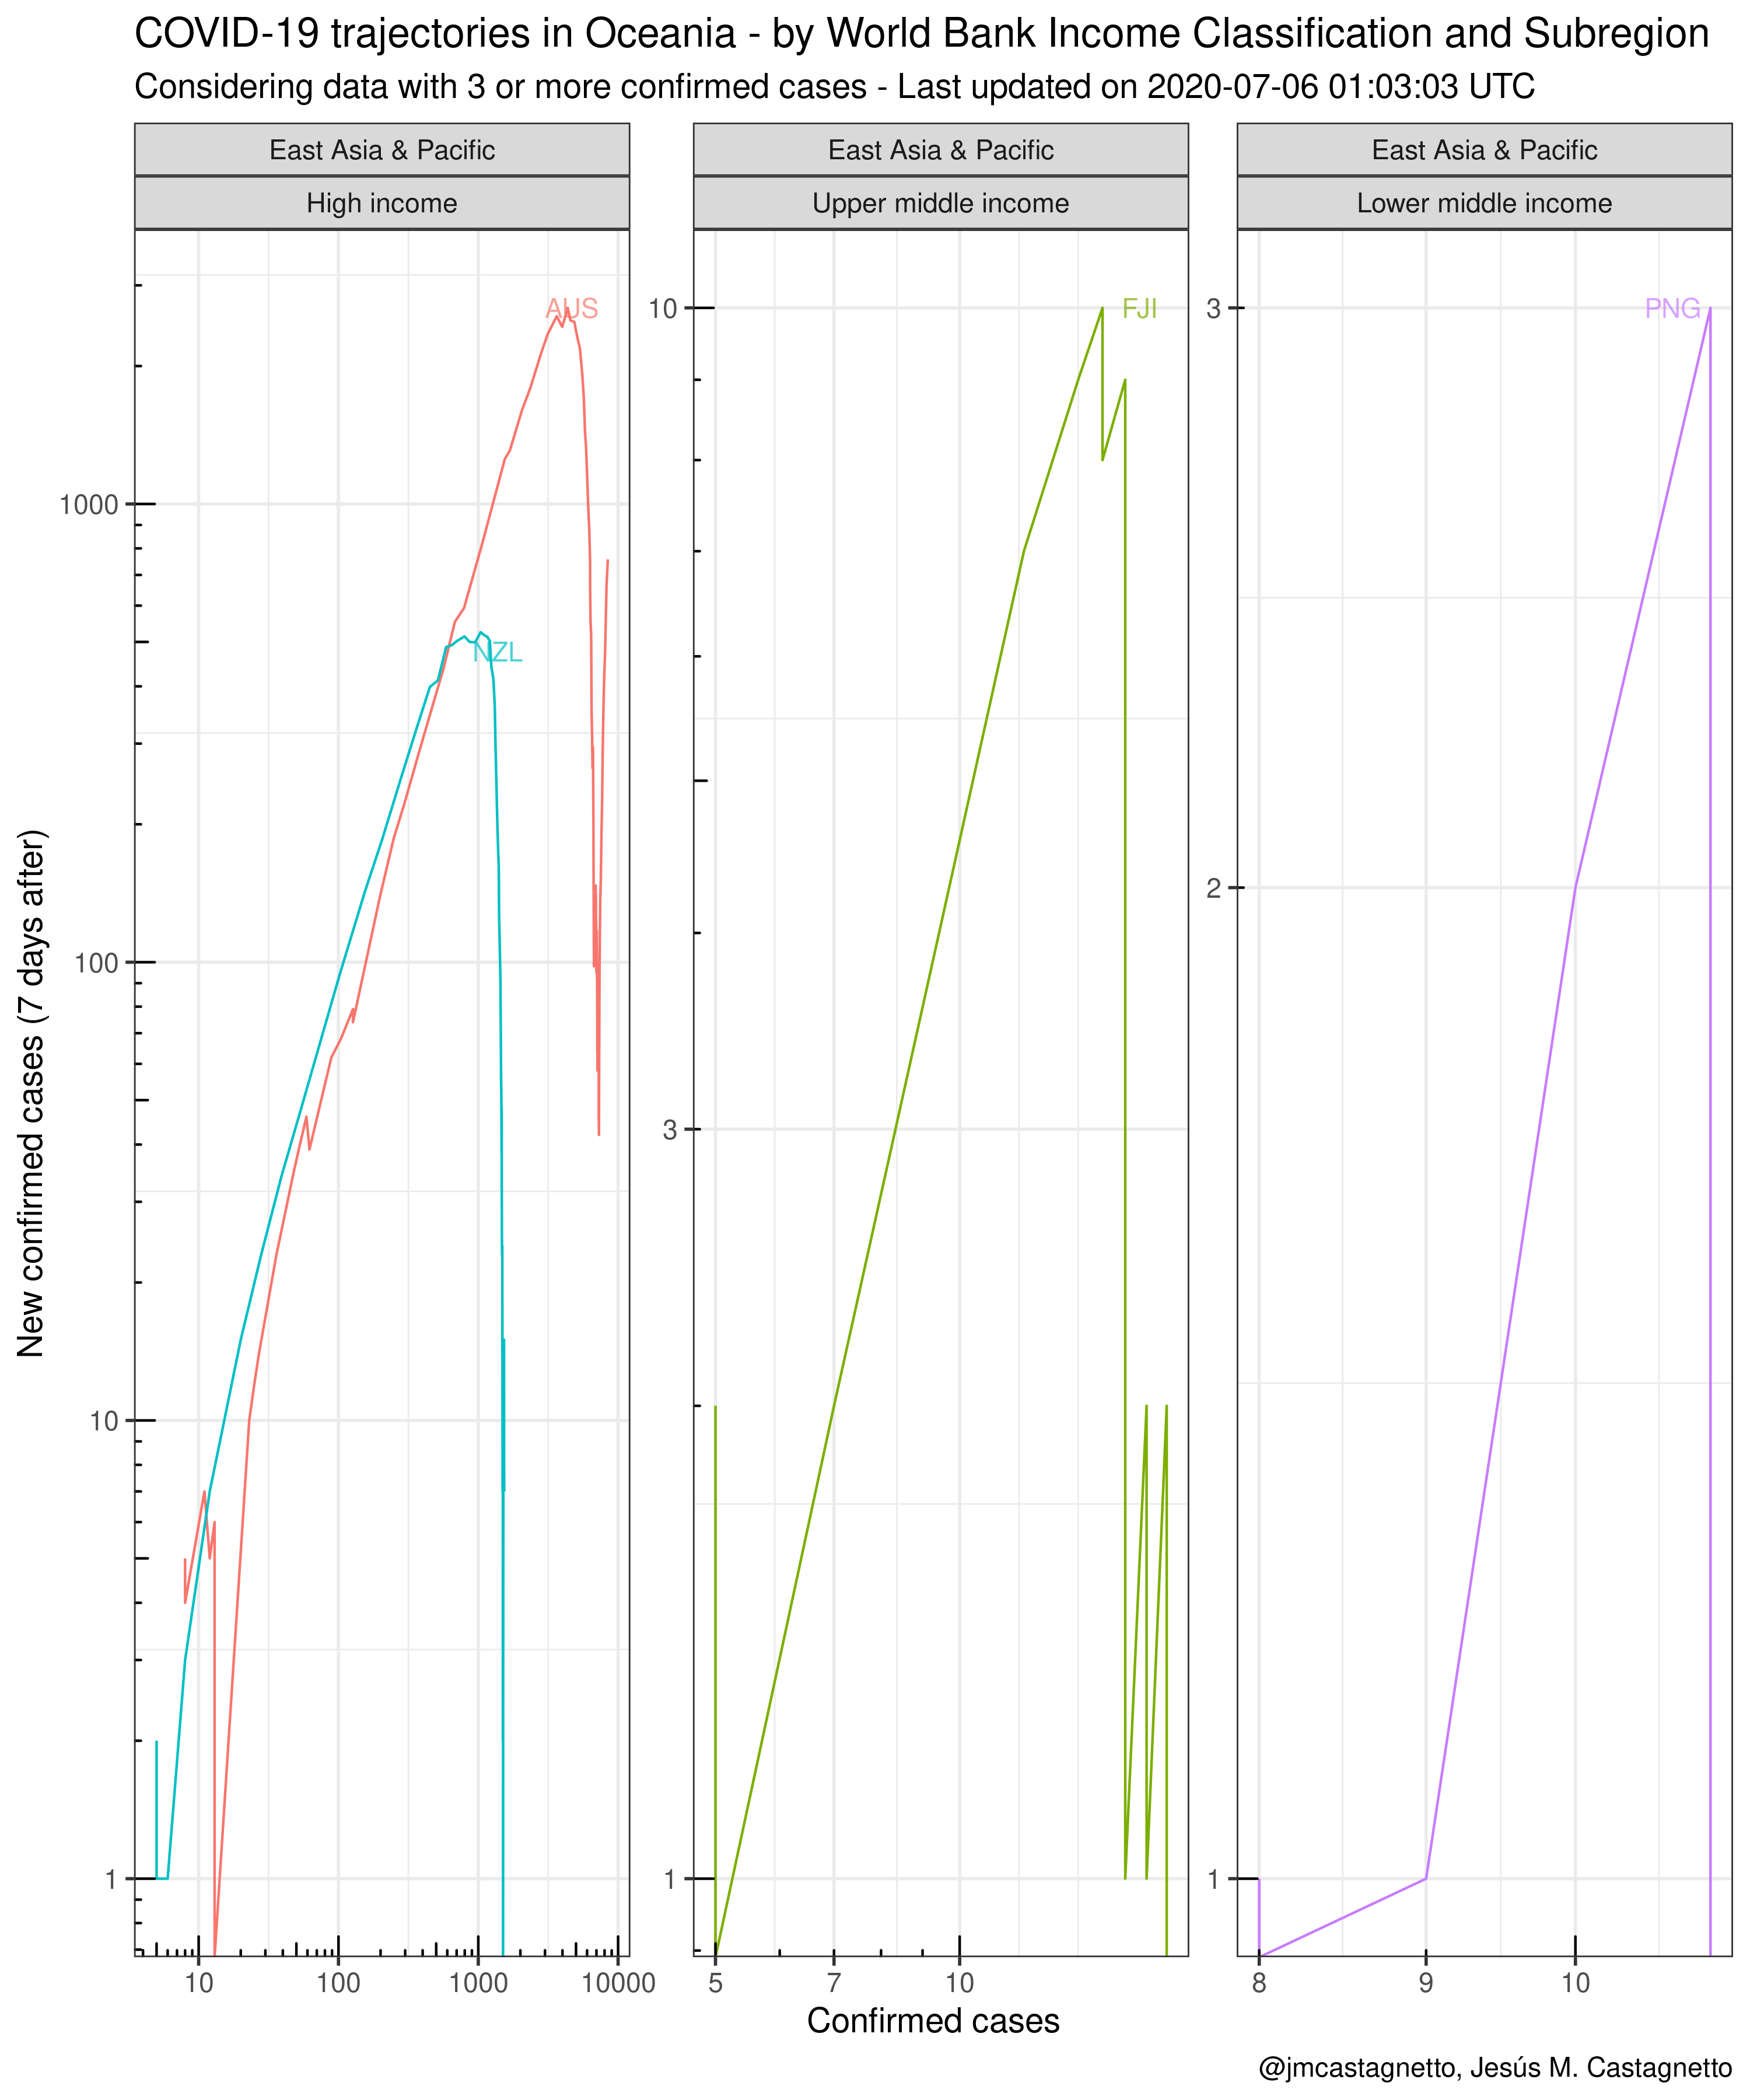 COVID-19 trajectories in Oceania - by World Bank Income Classification and Subregion
Considering data with 3 or more confirmed cases - Last updated on 2020-07-06 01:03:03 UTC
East Asia & Pacific
High income
East Asia & Pacific
Upper middle income
East Asia & Pacific
Lower middle income
New confirmed cases (7 days after)
1000
100
10
1
AUS
NZL
10
100
1000
10000
10
3
1
FJI
5
7
10
3
2
1
PNG
8
9
10
Confirmed cases
@jmcastagnetto, Jesús M. Castagnetto